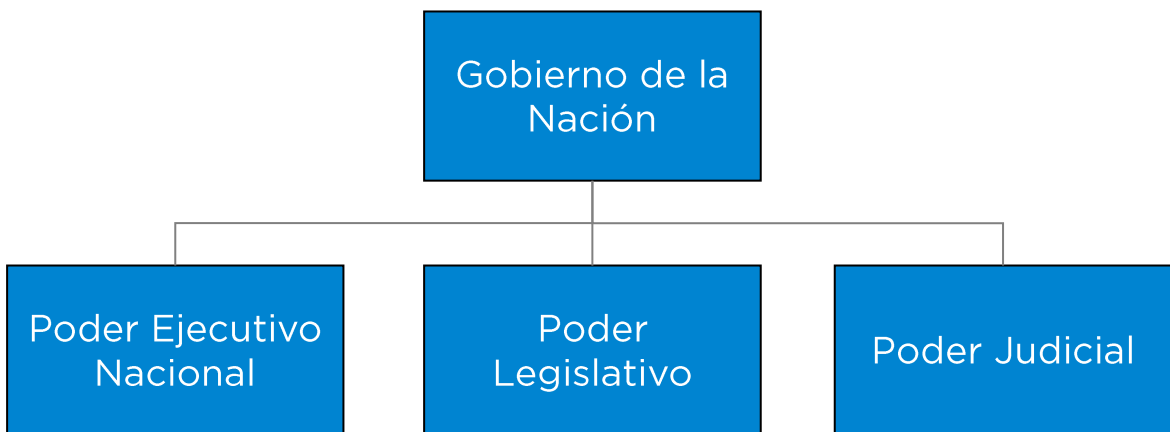 Gobierno de la
Nación
Poder Ejecutivo
Nacional
Poder
Legislativo
Poder Judicial